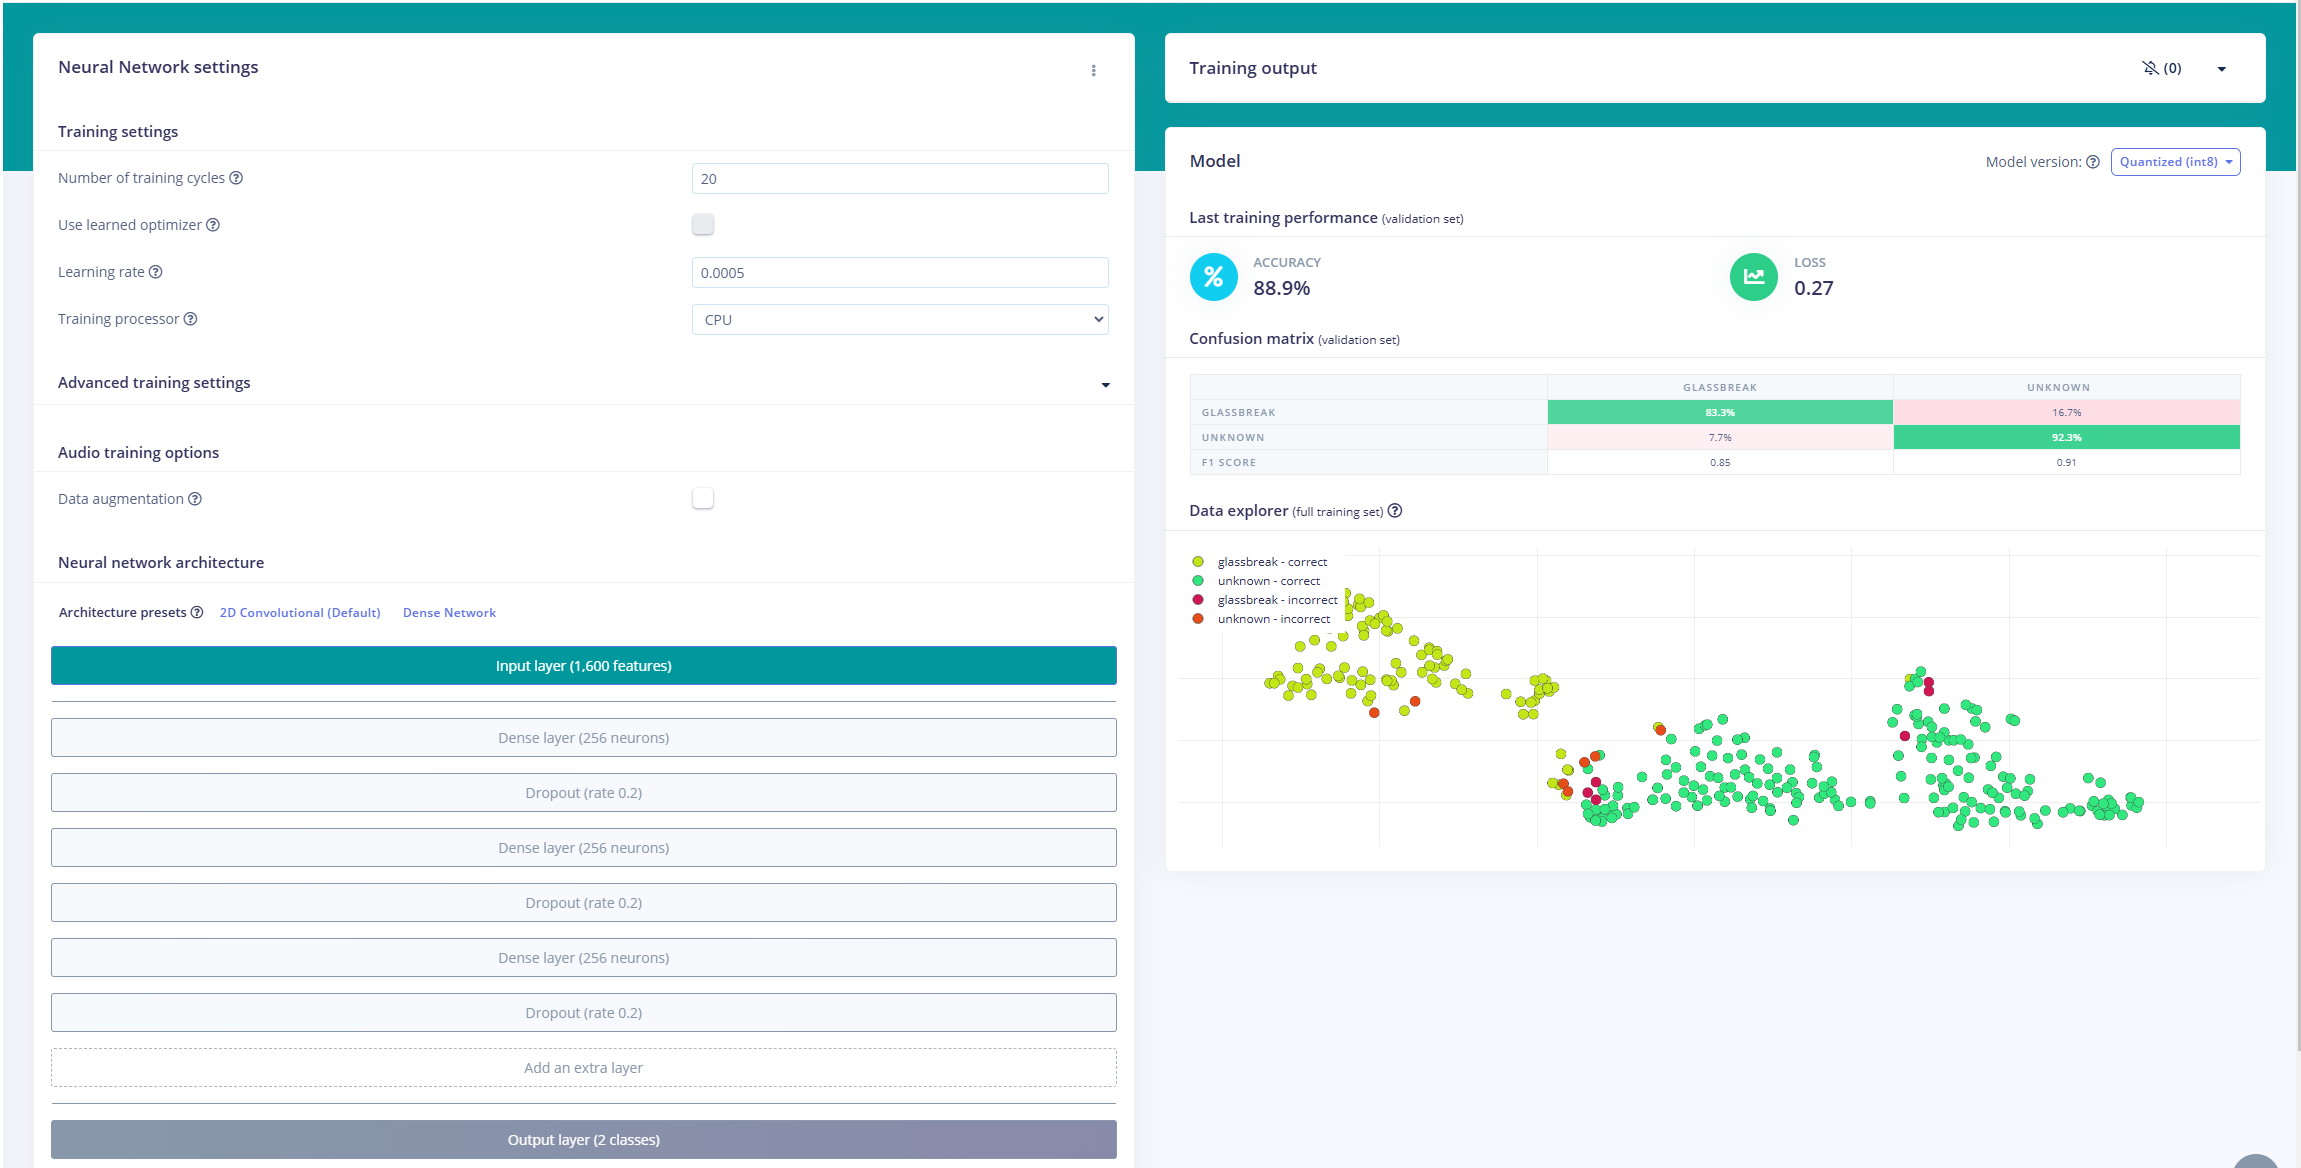 Neural Network settings
Training settings
Number of training cycles
20
Use learned optimizer
Learning rate
0.0005
Training processor
CPU
Advanced training settings
Audio training options
Data augmentation
Neural network architecture
Architecture presets 2D Convolutional (Default) Dense Network
Input layer (1,600 features)
Dense layer (256 neurons)
Dropout (rate 0.2)
Dense layer (256 neurons)
Dropout (rate 0.2)
Dense layer (256 neurons)
Dropout (rate 0.2)
Add an extra layer
Output layer (2 classes)
Training output
(0)
Model
Model version: Quantized (int8)
Last training performance (validation set)
% ACCURACY
88.9%
LOSS
0.27
Confusion matrix (validation set)
GLASSBREAK UNKNOWN
GLASSBREAK 83.3% 16.7%
UNKNOWN 7.7% 92.3%
F1 SCORE 0.85 0.91
Data explorer (full training set)
glassbreak - correct
unknown - correct
glassbreak - incorrect
unknown - incorrect